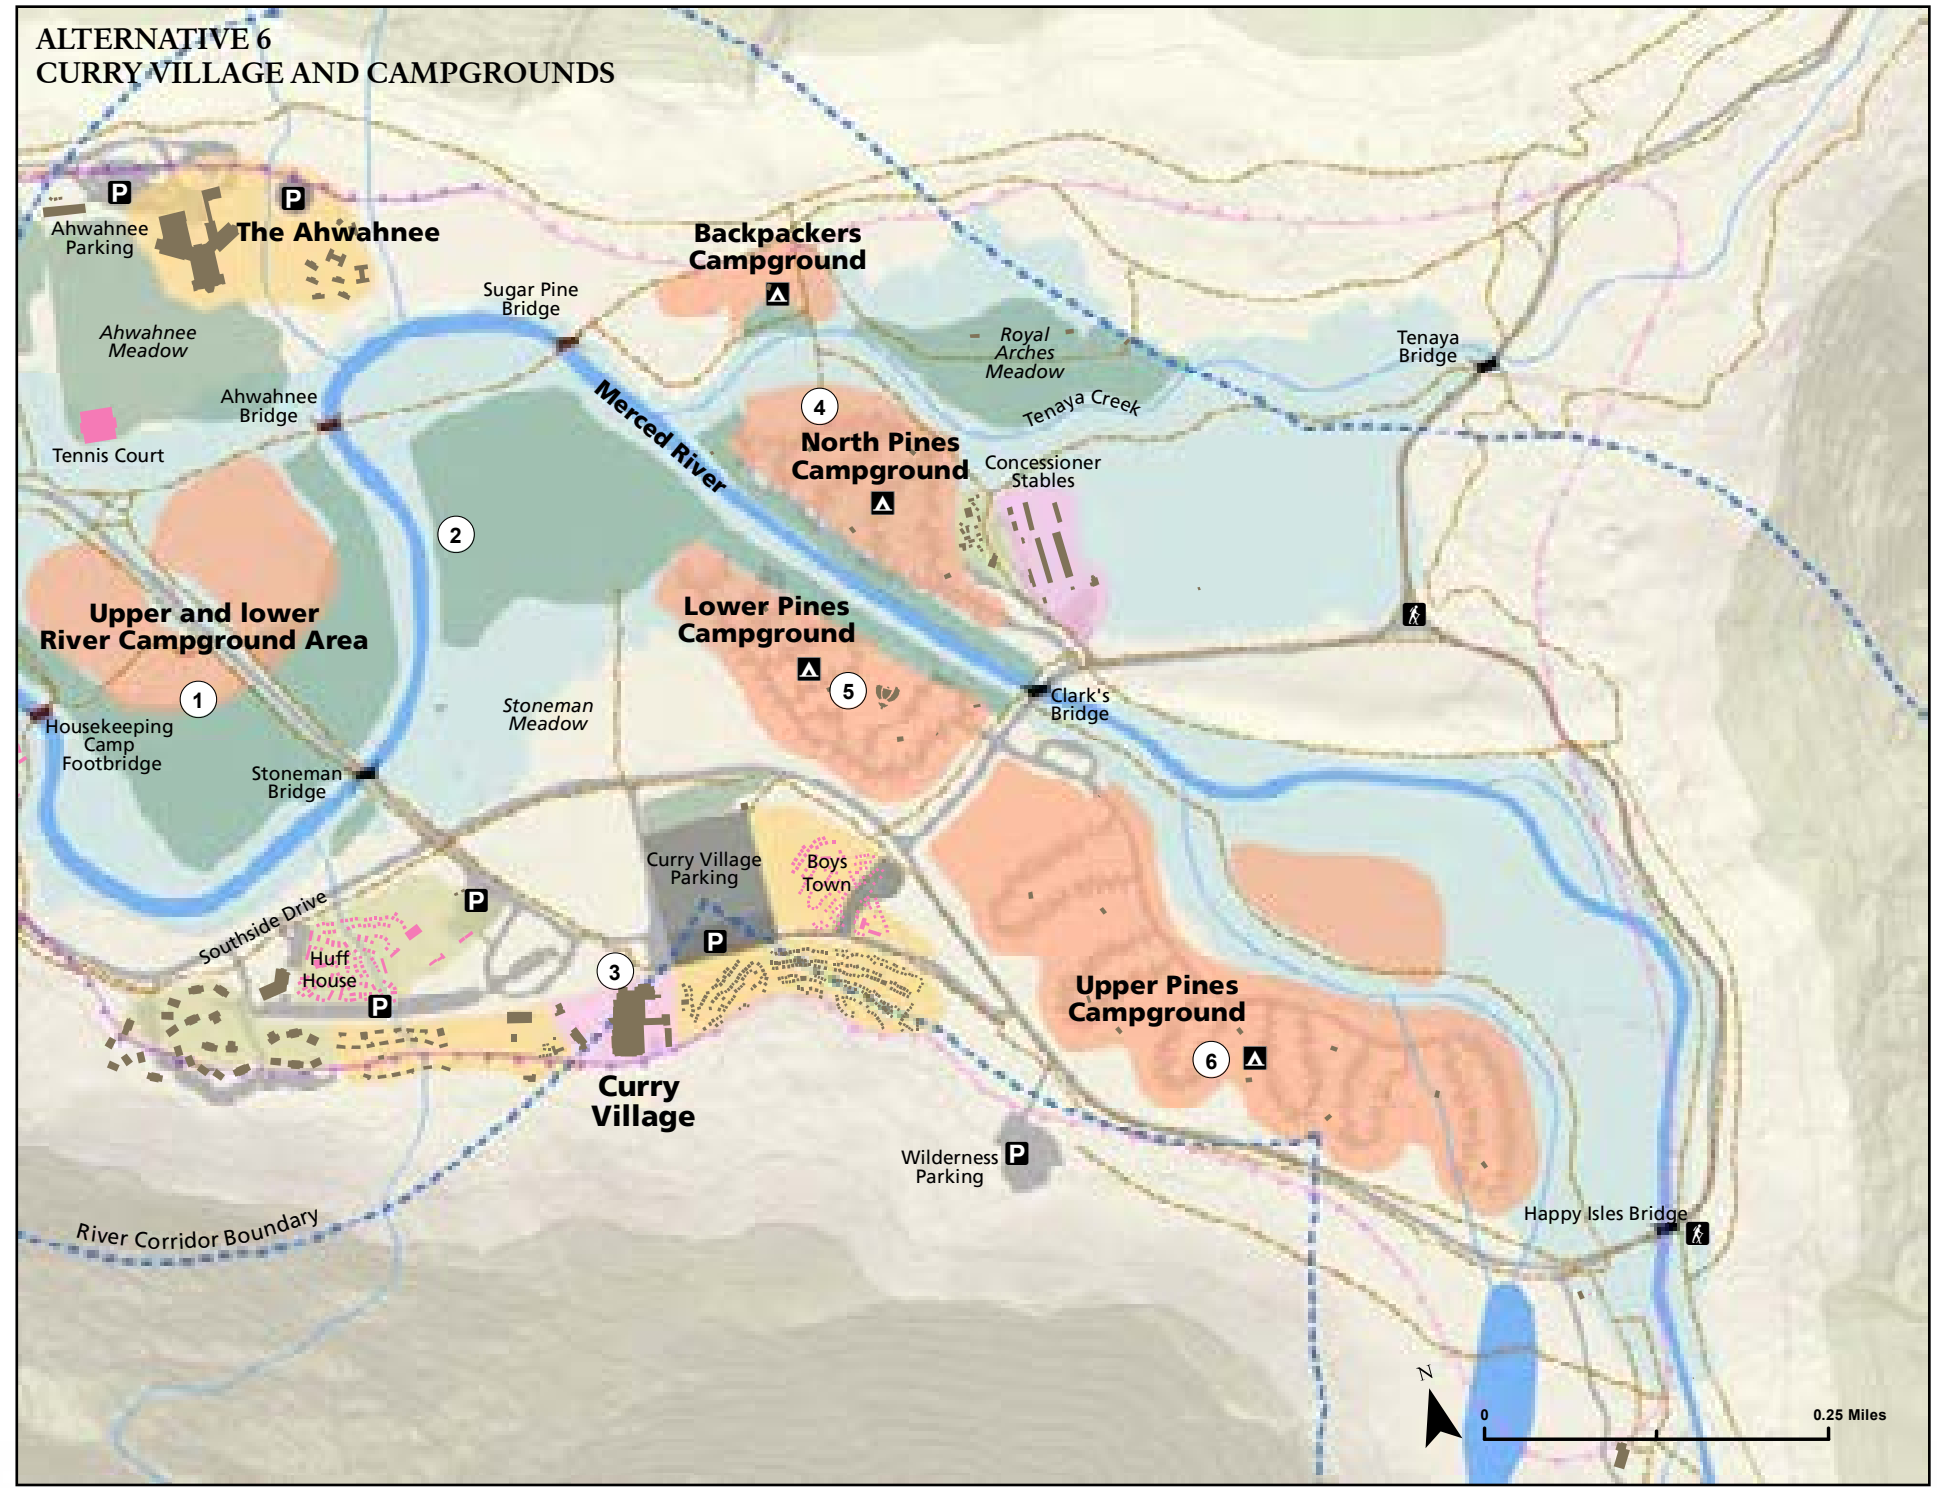 ALTERNATIVE 6
CURRY VILLAGE AND CAMPGROUNDS
P
P
Ahwahnee
Parking
The Ahwahnee
Backpackers
Campground
Sugar Pine
Bridge
Ahwahnee
Meadow
Royal
Arches
Meadow
Tenaya
Bridge
Ahwahnee
Bridge
Merced River
4
Tenaya Creek
Tennis Court
North Pines
Campground
Concessioner
Stables
2
Upper and lower
River Campground Area
Lower Pines
Campground
1
5
Stoneman
Meadow
Clark's
Bridge
Housekeeping
Camp
Footbridge
Stoneman
Bridge
Curry Village
Parking
Boys
Town
P
Southside Drive
P
Huff
House
3
P
Upper Pines
Campground
6
Curry
Village
Wilderness
Parking
P
River Corridor Boundary
Happy Isles Bridge
N
0
0.25 Miles